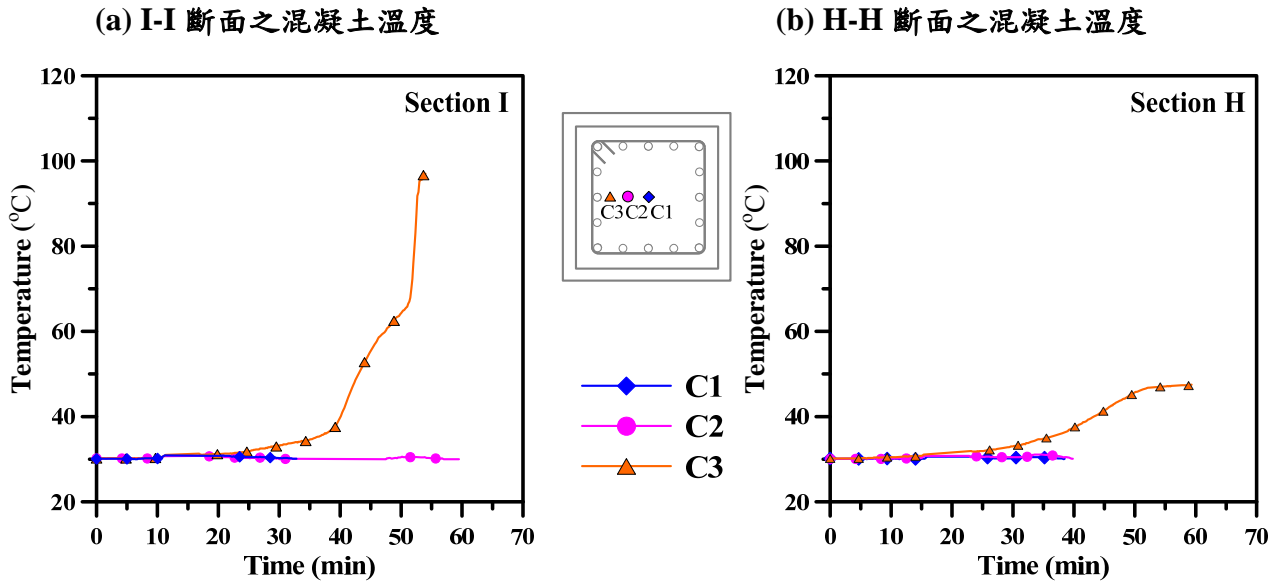 (a) I-I 斷面之混凝土溫度
(b) H-H 斷面之混凝土溫度
Section I
120
100
80
60
40
20
Temperature (°C)
0 10 20 30 40 50 60 70
Time (min)
C3 C2 C1
C1
C2
C3
Section H
120
100
80
60
40
20
Temperature (°C)
0 10 20 30 40 50 60 70
Time (min)